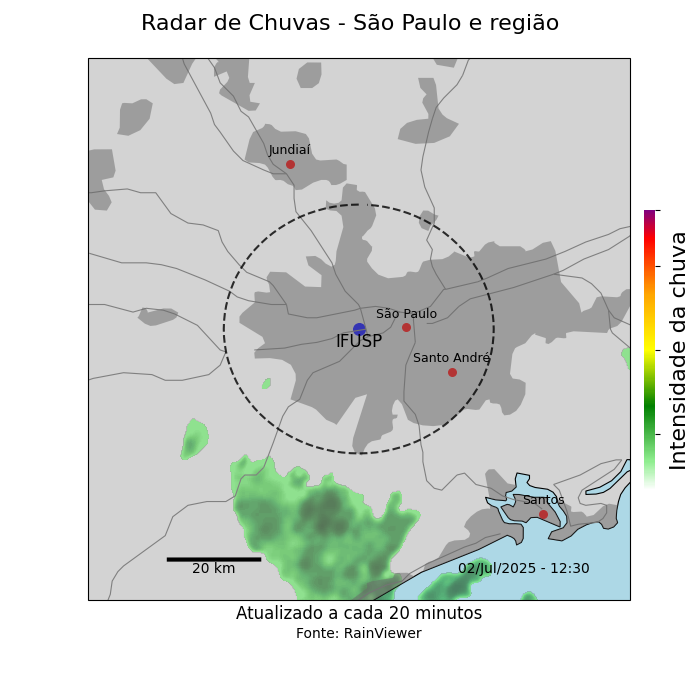 Radar de Chuvas - São Paulo e região
Jundiaí
São Paulo
IFUSP
Santo André
Santos
20 km
02/Jul/2025 - 12:30
Intensidade da chuva
Atualizado a cada 20 minutos
Fonte: RainViewer